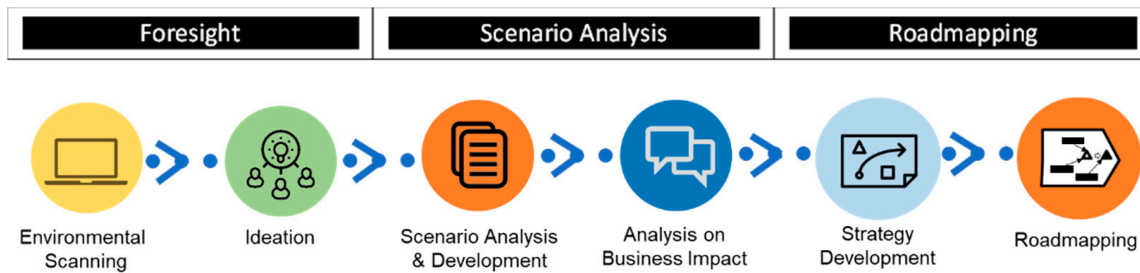 Foresight
Scenario Analysis
Roadmapping
Environmental
Scanning
Ideation
Scenario Analysis
& Development
Analysis on
Business Impact
Strategy
Development
Roadmapping